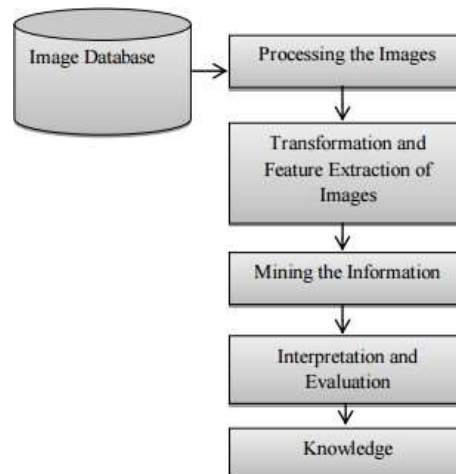 Image Database
Processing the Images
Transformation and
Feature Extraction of
Images
Mining the Information
Interpretation and
Evaluation
Knowledge